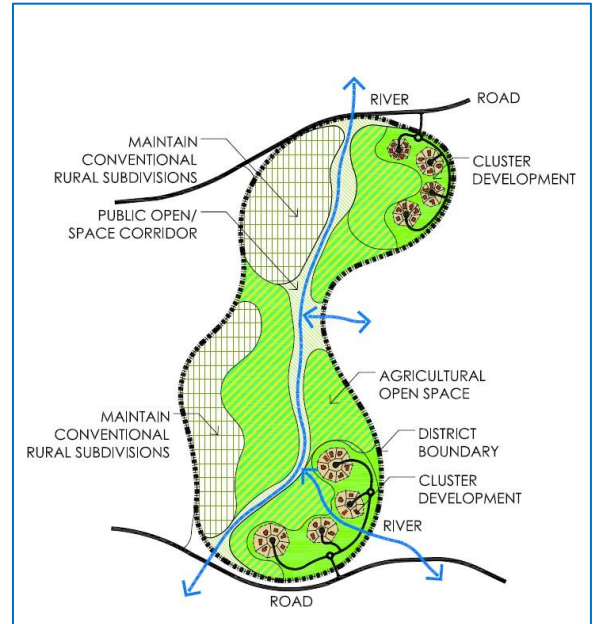 RIVER
ROAD
MAINTAIN
CONVENTIONAL
RURAL SUBDIVISIONS
CLUSTER
DEVELOPMENT
PUBLIC OPEN/
SPACE CORRIDOR
AGRICULTURAL
OPEN SPACE
MAINTAIN
CONVENTIONAL
RURAL SUBDIVISIONS
DISTRICT
BOUNDARY
CLUSTER
DEVELOPMENT
RIVER
ROAD